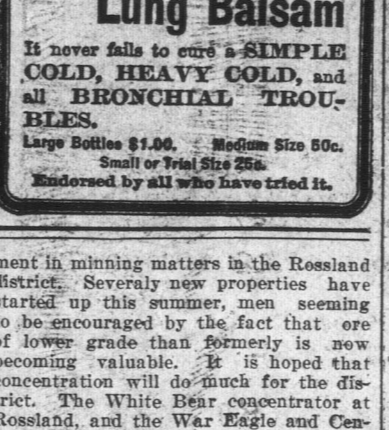 Lung Balsam
It never fails to cure a SIMPLE
COLD, HEAVY COLD, and
all BRONCHIAL TROU-
BLES.
Large Bottles $1.00. Medium Size 50c.
Small or Trial Size 25c.
Endorsed by all who have tried it.
ment in minning matters in the Rossland
district. Severaly new properties have
started up this summer, men seeming
to be encouraged by the fact that ore
of lower grade than formerly is now
becoming valuable. It is hoped that
concentration will do much for the dis-
trict. The White Bear concentrator at
Rossland, and the War Eagle and Cen-